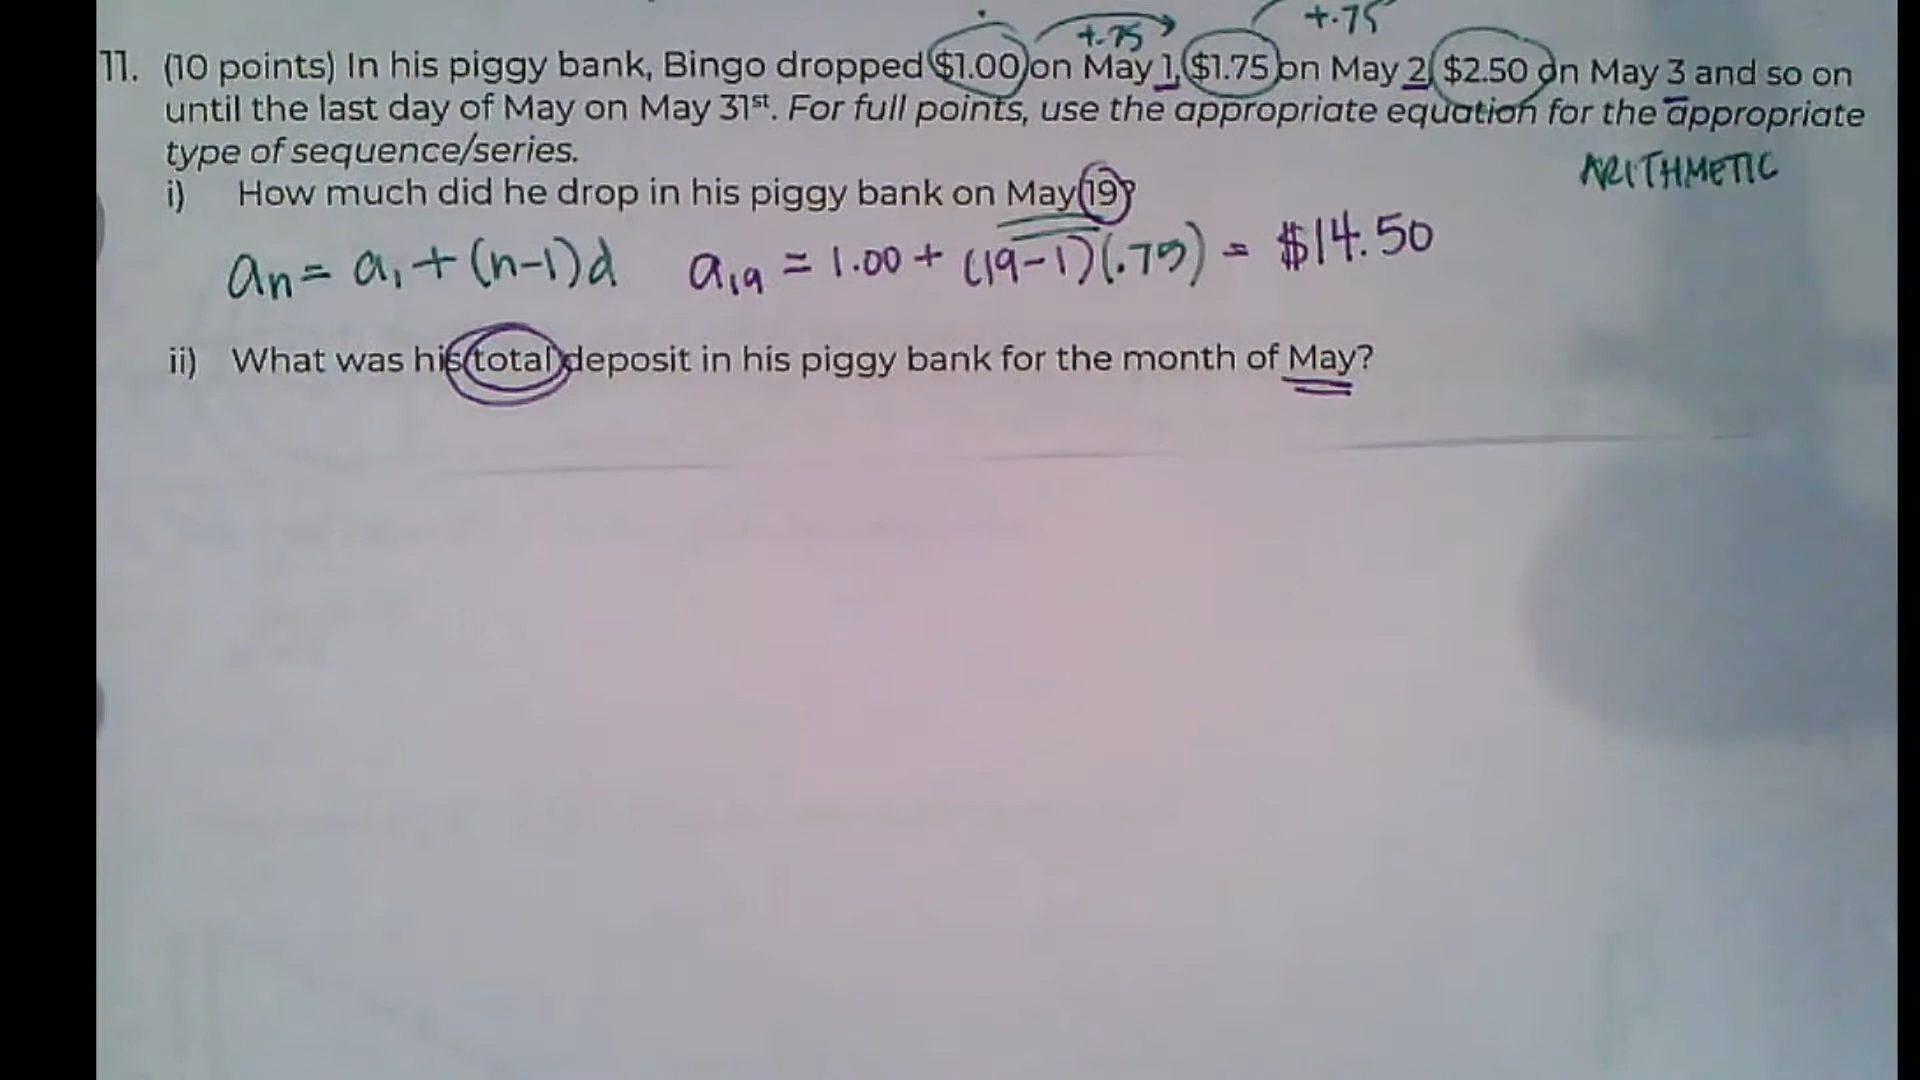 +.75 +.75
11. (10 points) In his piggy bank, Bingo dropped $1.00 on May 1, $1.75 on May 2, $2.50 on May 3 and so on
until the last day of May on May 31st. For full points, use the appropriate equation for the appropriate
type of sequence/series.
ARITHMETIC
i) How much did he drop in his piggy bank on May 19?
an = a1 + (n-1)d a19 = 1.00 + (19-1)(.75) = $14.50
ii) What was his total deposit in his piggy bank for the month of May?